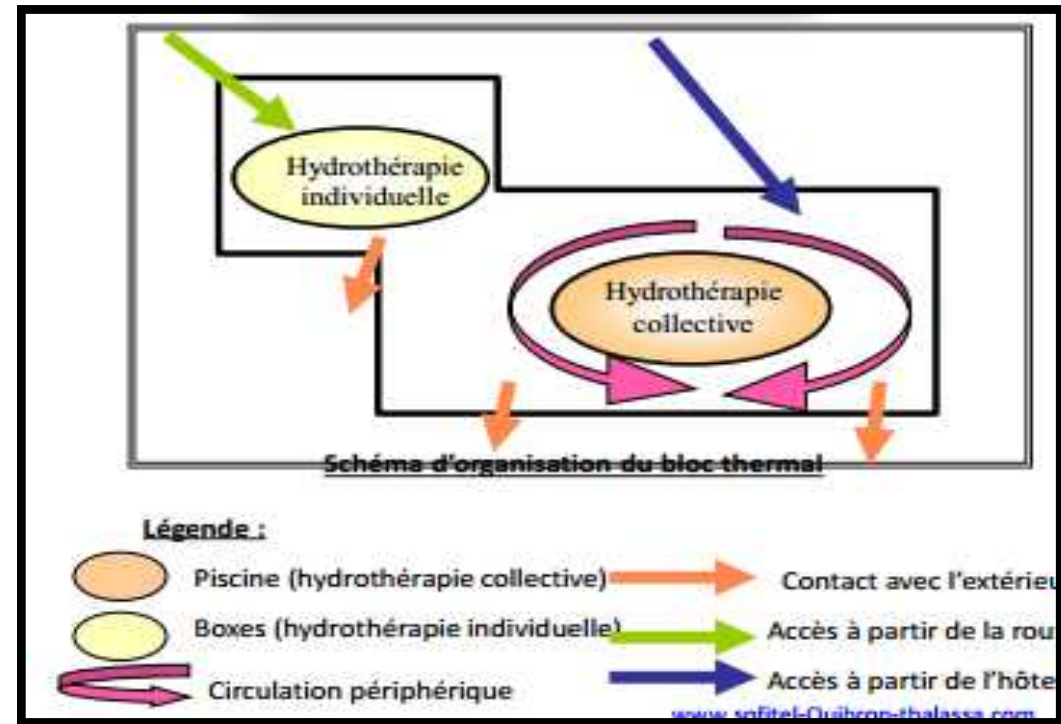 Hydrothérapie
individuelle
Hydrothérapie
collective
Schéma d'organisation du bloc thermal
Légende :
Piscine (hydrothérapie collective)
Contact avec l'extérieu
Boxes (hydrothérapie individuelle)
Accès à partir de la rou
Circulation périphérique
Accès à partir de l'hôte
www.sofitel-Quibron-thalassa.com